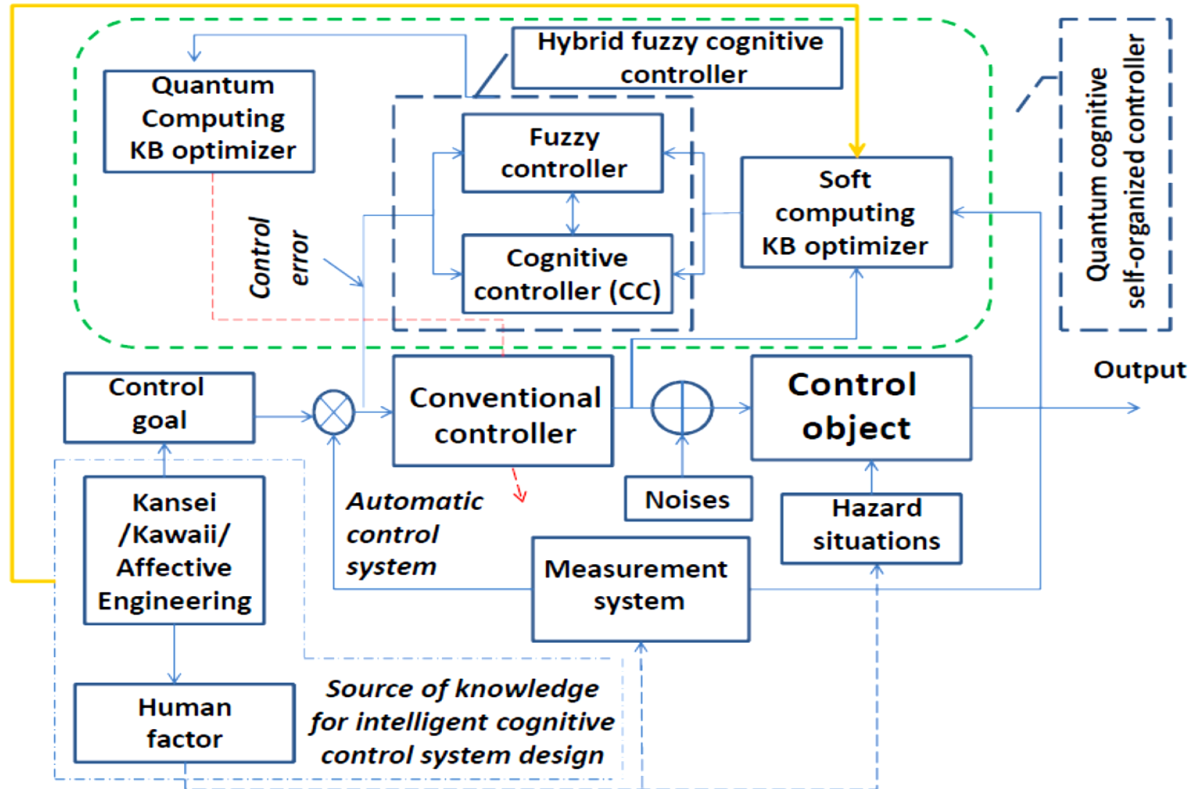 Hybrid fuzzy cognitive
controller
Quantum
Computing
KB optimizer
Fuzzy
controller
Soft
computing
KB optimizer
Quantum cognitive
self-organized controller
Control
error
Cognitive
controller (CC)
Control
goal
Conventional
controller
Control
object
Output
Kansei
/Kawaii/
Affective
Engineering
Automatic
control
system
Noises
Hazard
situations
Measurement
system
Human
factor
Source of knowledge
for intelligent cognitive
control system design